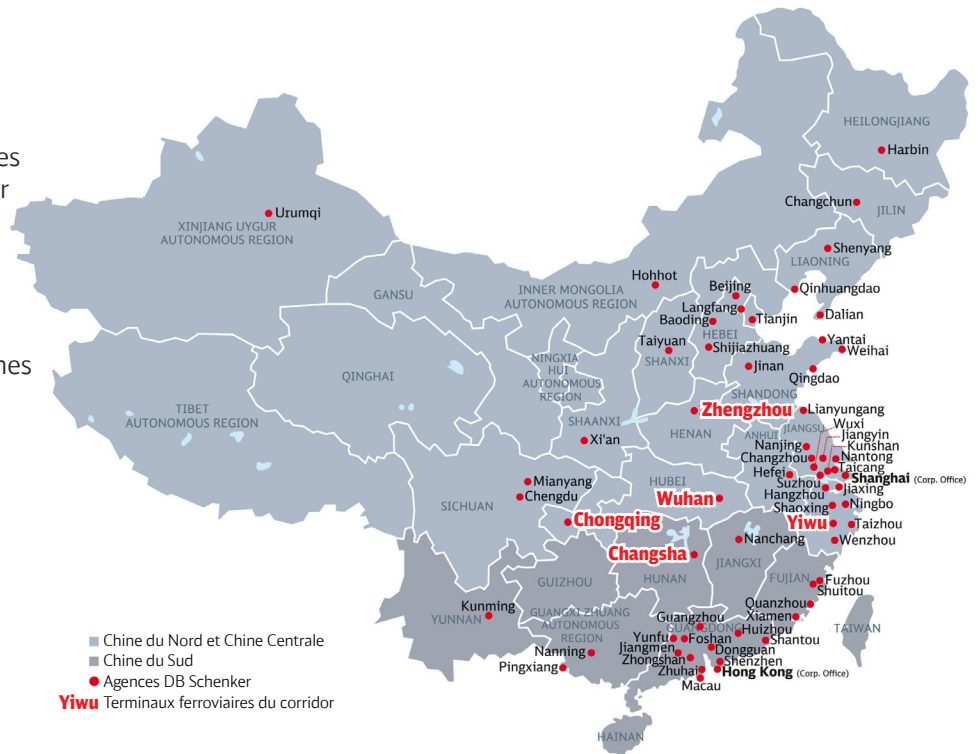 es
r
nes
HEILONGJIANG
Harbin
Changchun
JILIN
Urumqi
XINJIANG UYGUR
AUTONOMOUS REGION
Shenyang
LIAONING
Hohhot
Beijing
Qinhuangdao
GANSU
INNER MONGOLIA
AUTONOMOUS REGION
Langfang
Baoding
Tianjin
Dalian
HEBEI
Taiyuan
Yantai
Weihai
Shijiazhuang
SHANXI
Jinan
NINGXIA
HUI
AUTONOMOUS
REGION
QINGHAI
Qingdao
SHANDONG
TIBET
AUTONOMOUS REGION
Zhengzhou
Lianyungang
SHAANXI
HENAN
ANHUI
JIANGSU
Wuxi
Jiangyin
Kunshan
Xi'an
Nanjing
Changzhou
Nantong
Taicang
Hefei
Shanghai (Corp. Office)
Mianyang
Chengdu
HUBEI
Suzhou
Jiaxing
Hangzhou
Wuhan
SICHUAN
Shaoxing
Ningbo
Chongqing
Yiwu
Taizhou
Nanchang
Wenzhou
Changsha
JIANGXI
GUIZHOU
HUNAN
FUJIAN
Fuzhou
Shuitou
Kunming
YUNNAN
GUANGXI-ZHUANG
AUTONOMOUS
REGION
Quanzhou
Xiamen
Guangzhou
GUANGDONG
Huizhou
TAIWAN
Yunfu
Foshan
Shantou
Jiangmen
Dongguan
Nanning
Zhongshan
Shenzhen
Pingxiang
Zhuhai
Hong Kong (Corp. Office)
Macau
HAINAN
Chine du Nord et Chine Centrale
Chine du Sud
Agences DB Schenker
Yiwu Terminaux ferroviaires du corridor